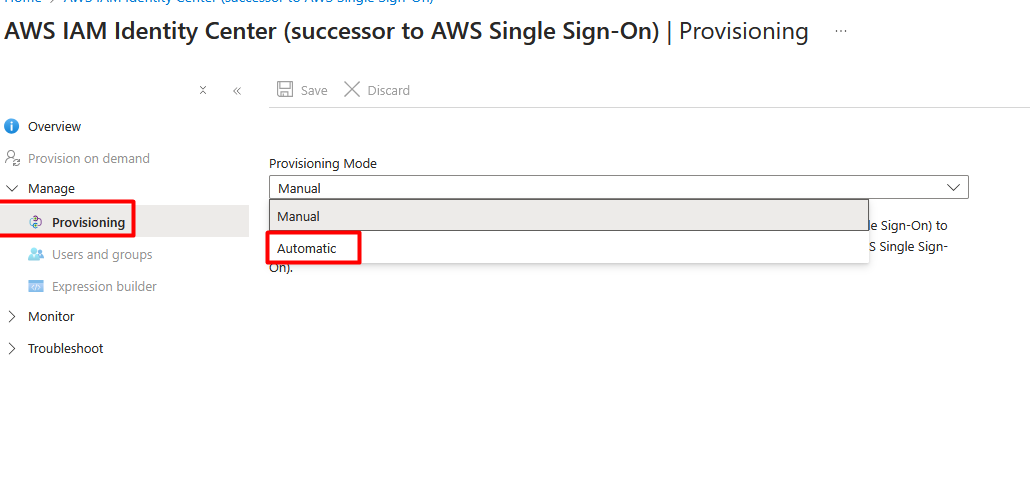 Home > AWS IAM Identity Center (successor to AWS Single Sign-On)
AWS IAM Identity Center (successor to AWS Single Sign-On) | Provisioning ...
Save
Discard
Overview
Provision on demand
Manage
Provisioning
Users and groups
Expression builder
Monitor
Troubleshoot
Provisioning Mode
Manual
Manual
Automatic
le Sign-On) to
S Single Sign-
On).